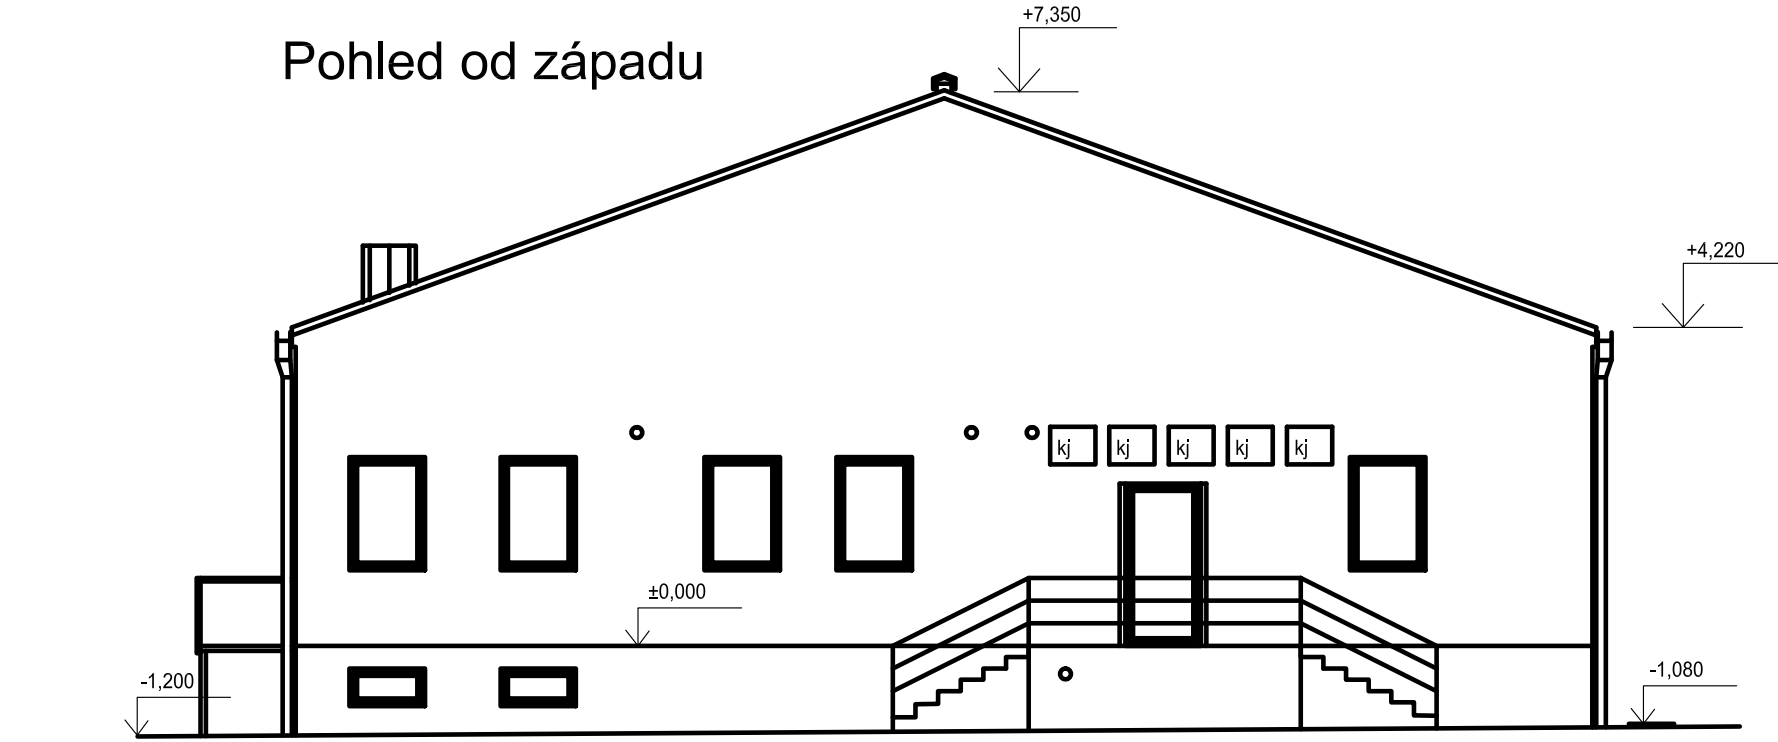 +7,350
Pohled od západu
+4,220
kj kj kj kj kj
±0,000
-1,200
-1,080